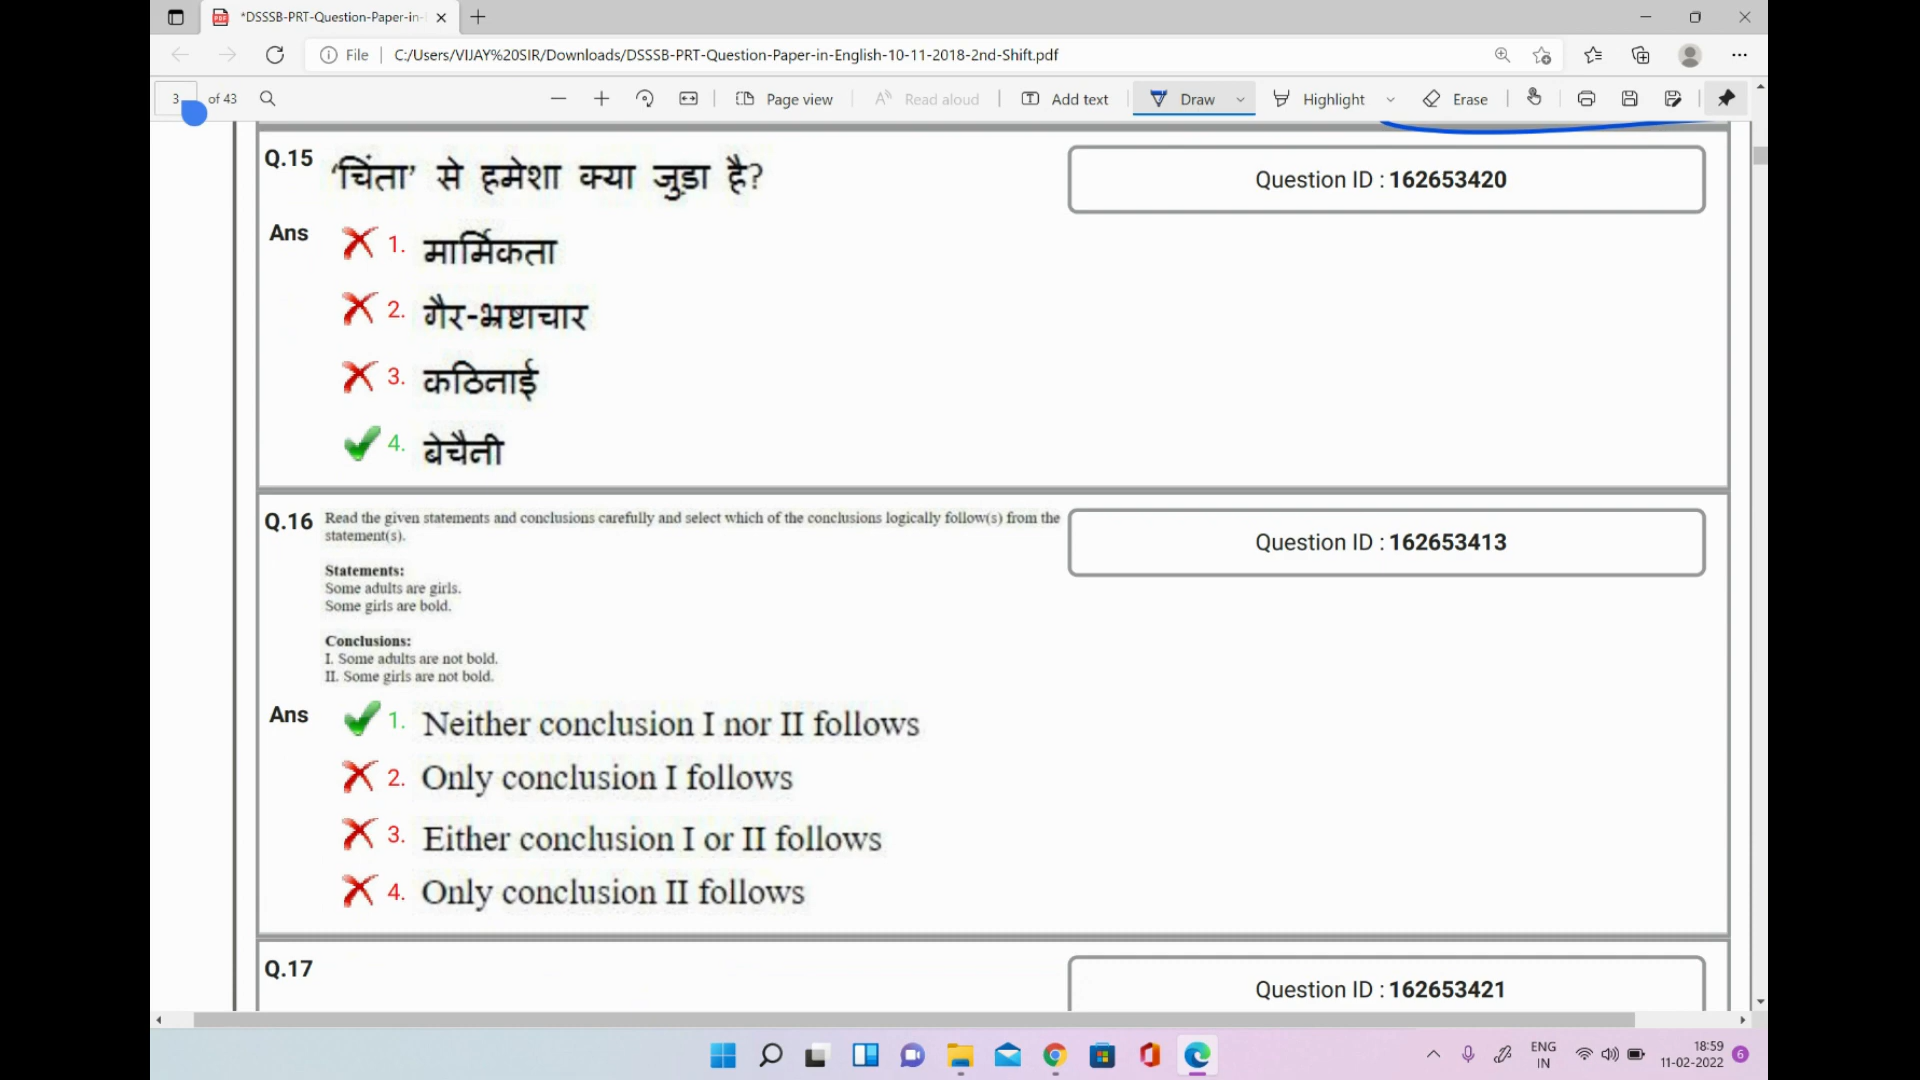 *DSSSB-PRT-Question-Paper-in-
File
C:/Users/VIJAY%20SIR/Downloads/DSSSB-PRT-Question-Paper-in-English-10-11-2018-2nd-Shift.pdf
3 of 43
Page view
Read aloud
Add text
Draw
Highlight
Erase
Q.15 'चिंता' से हमेशा क्या जुड़ा है?
Question ID : 162653420
Ans
1. मार्मिकता
2. गैर-भ्रष्टाचार
3. कठिनाई
4. बेचैनी
Q.16 Read the given statements and conclusions carefully and select which of the conclusions logically follow(s) from the
statement(s).
Question ID : 162653413
Statements:
Some adults are girls.
Some girls are bold.
Conclusions:
I. Some adults are not bold.
II. Some girls are not bold.
Ans
1. Neither conclusion I nor II follows
2. Only conclusion I follows
3. Either conclusion I or II follows
4. Only conclusion II follows
Q.17
Question ID : 162653421
ENG
IN
18:59
11-02-2022
6